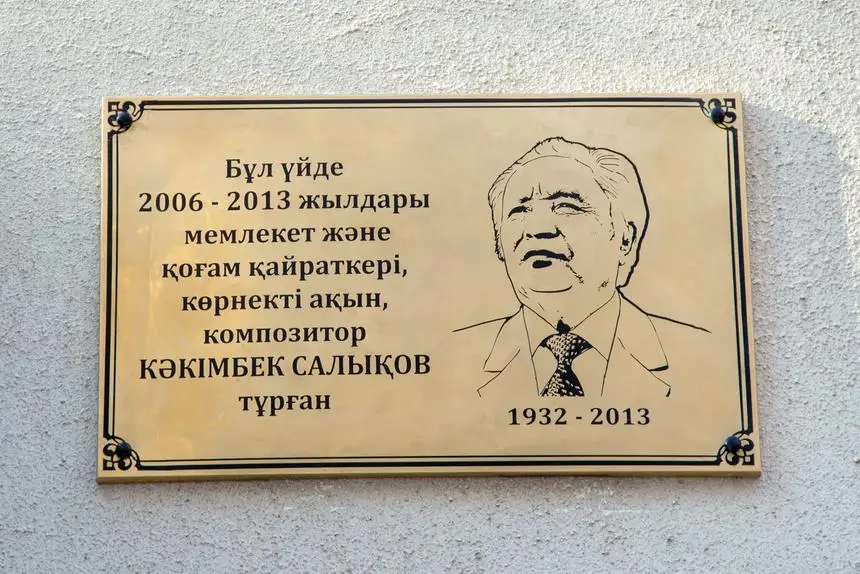 Бұл үйде
2006 - 2013 жылдары
мемлекет және
қоғам қайраткері,
көрнекті ақын,
композитор
КӘКІМБЕК САЛЫҚОВ
тұрған
1932 - 2013